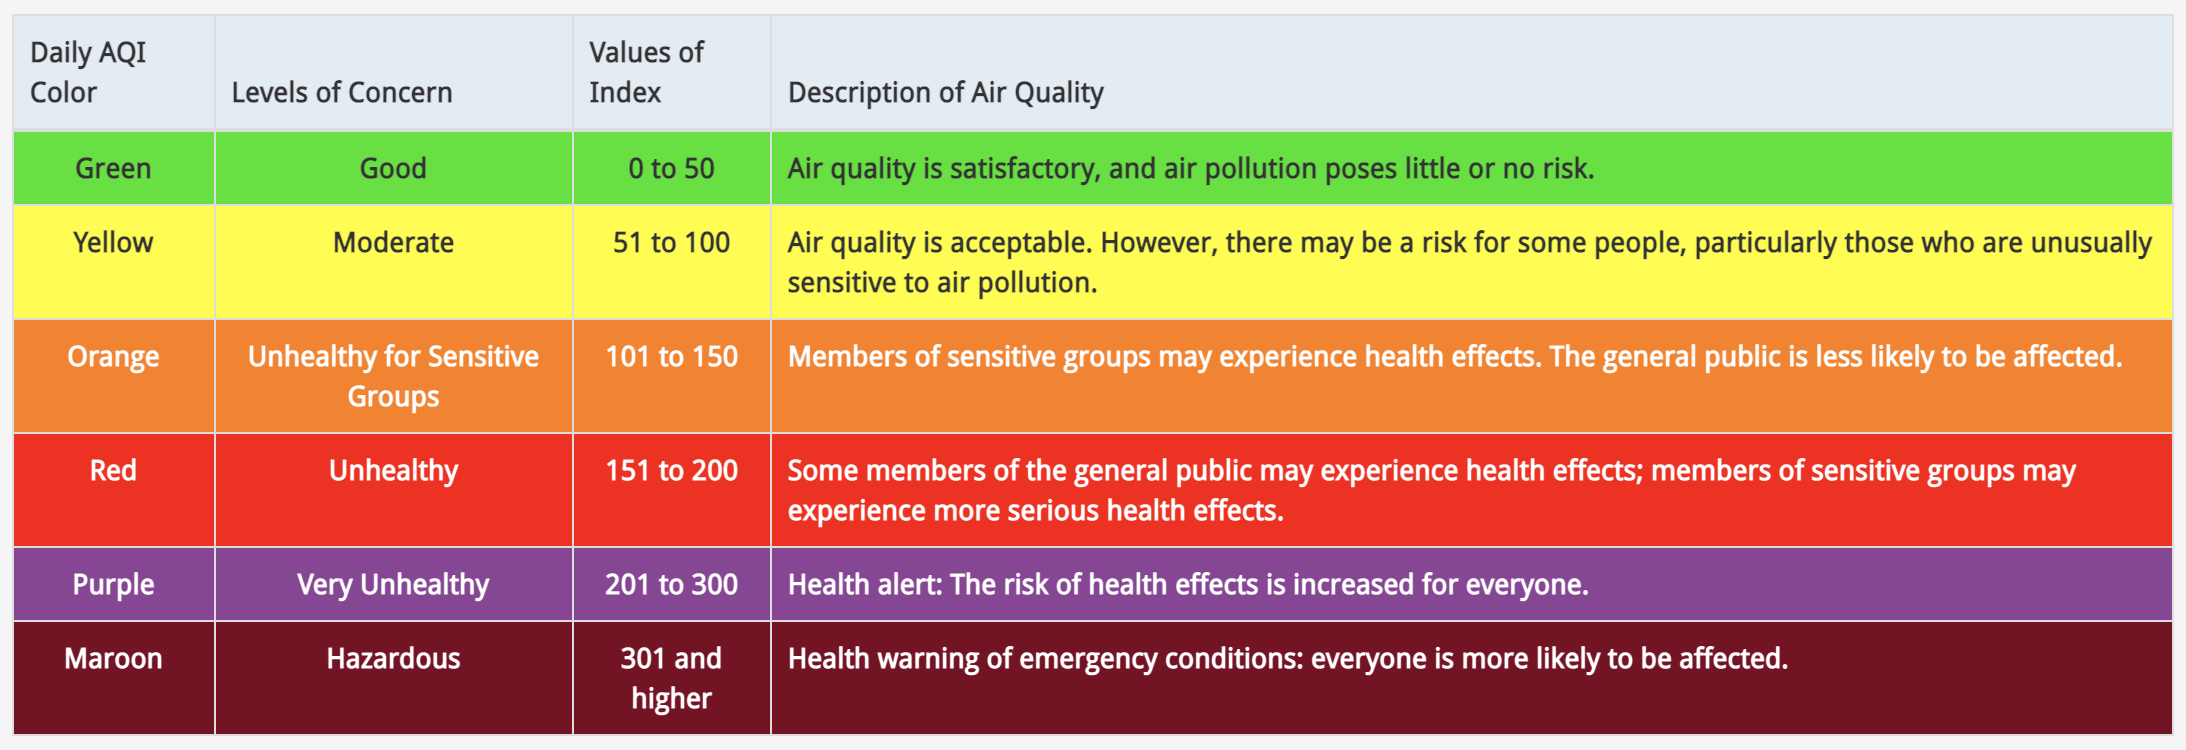 Daily AQI
Color
Levels of Concern
Values of
Index
Description of Air Quality
Green
Good
0 to 50
Air quality is satisfactory, and air pollution poses little or no risk.
Yellow
Moderate
51 to 100
Air quality is acceptable. However, there may be a risk for some people, particularly those who are unusually
sensitive to air pollution.
Orange
Unhealthy for Sensitive
Groups
101 to 150
Members of sensitive groups may experience health effects. The general public is less likely to be affected.
Red
Unhealthy
151 to 200
Some members of the general public may experience health effects; members of sensitive groups may
experience more serious health effects.
Purple
Very Unhealthy
201 to 300
Health alert: The risk of health effects is increased for everyone.
Maroon
Hazardous
301 and
higher
Health warning of emergency conditions: everyone is more likely to be affected.